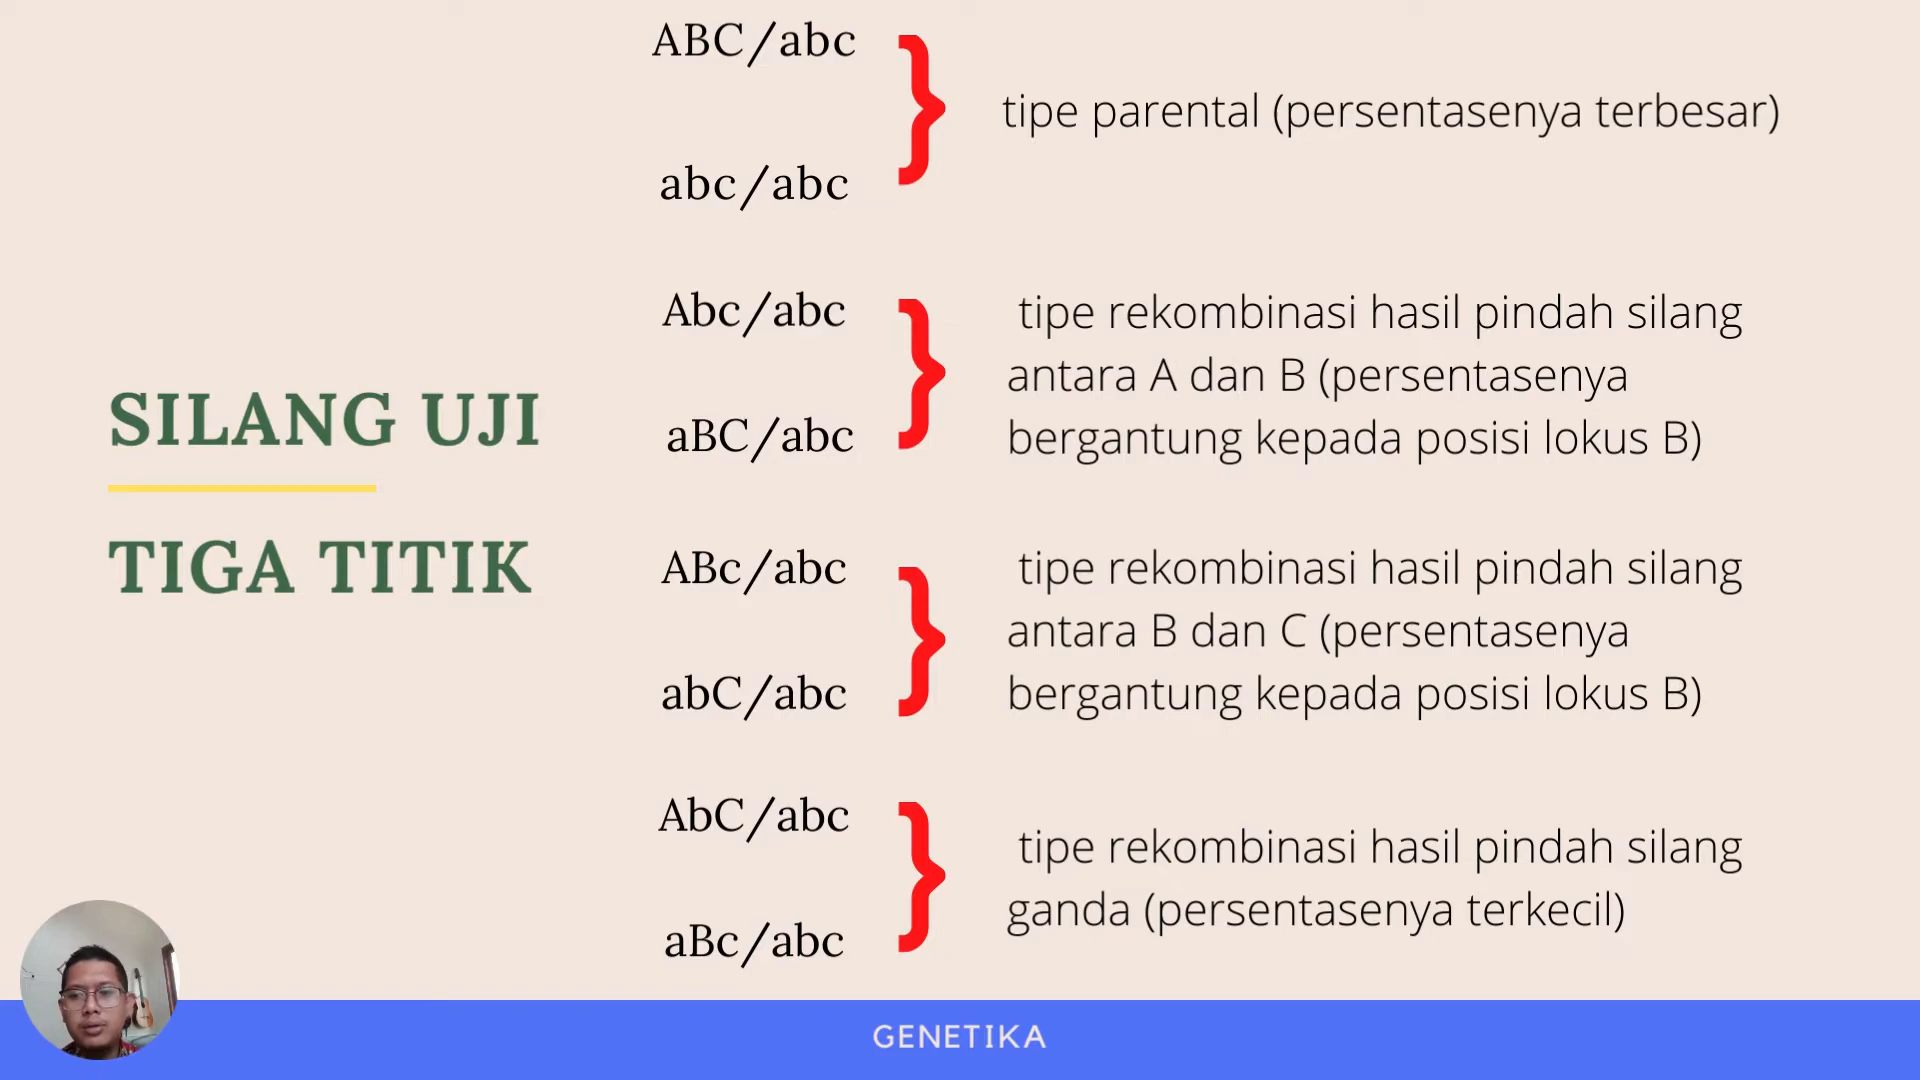 SILANG UJI
TIGA TITIK
ABC/abc
abc/abc
tipe parental (persentasenya terbesar)
Abc/abc
aBC/abc
tipe rekombinasi hasil pindah silang
antara A dan B (persentasenya
bergantung kepada posisi lokus B)
ABc/abc
abC/abc
tipe rekombinasi hasil pindah silang
antara B dan C (persentasenya
bergantung kepada posisi lokus B)
AbC/abc
aBc/abc
tipe rekombinasi hasil pindah silang
ganda (persentasenya terkecil)
GENETIKA